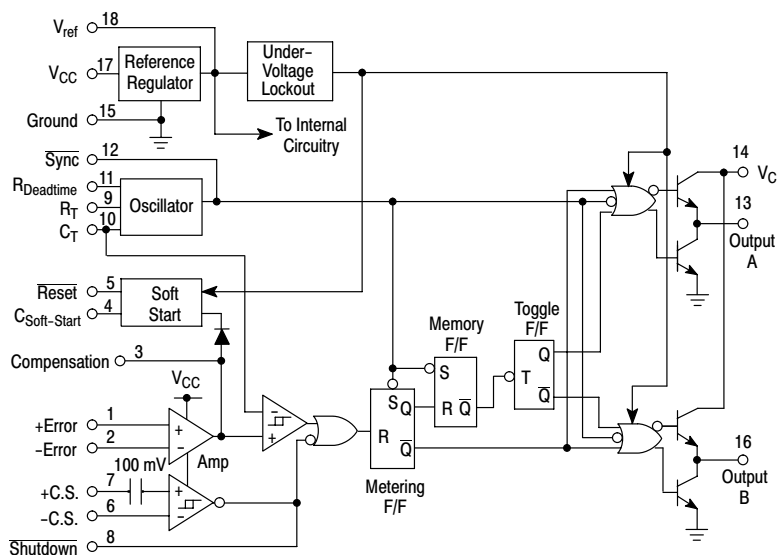 Vref
18
VCC
17
Reference
Regulator
Under–
Voltage
Lockout
15
Ground
To Internal
Circuitry
Sync
12
RDeadtime
11
RT
9
CT
10
Oscillator
14
VC
13
Output
A
Reset
5
CSoft–Start
4
Soft
Start
Compensation
3
Memory
F/F
Toggle
F/F
S
R Q
T
Q
Q
VCC
+Error
1
–Error
2
+
–
Amp
–
+
S Q
R
Q
Metering
F/F
16
Output
B
100 mV
+C.S.
7
–C.S.
6
+
–
Shutdown
8